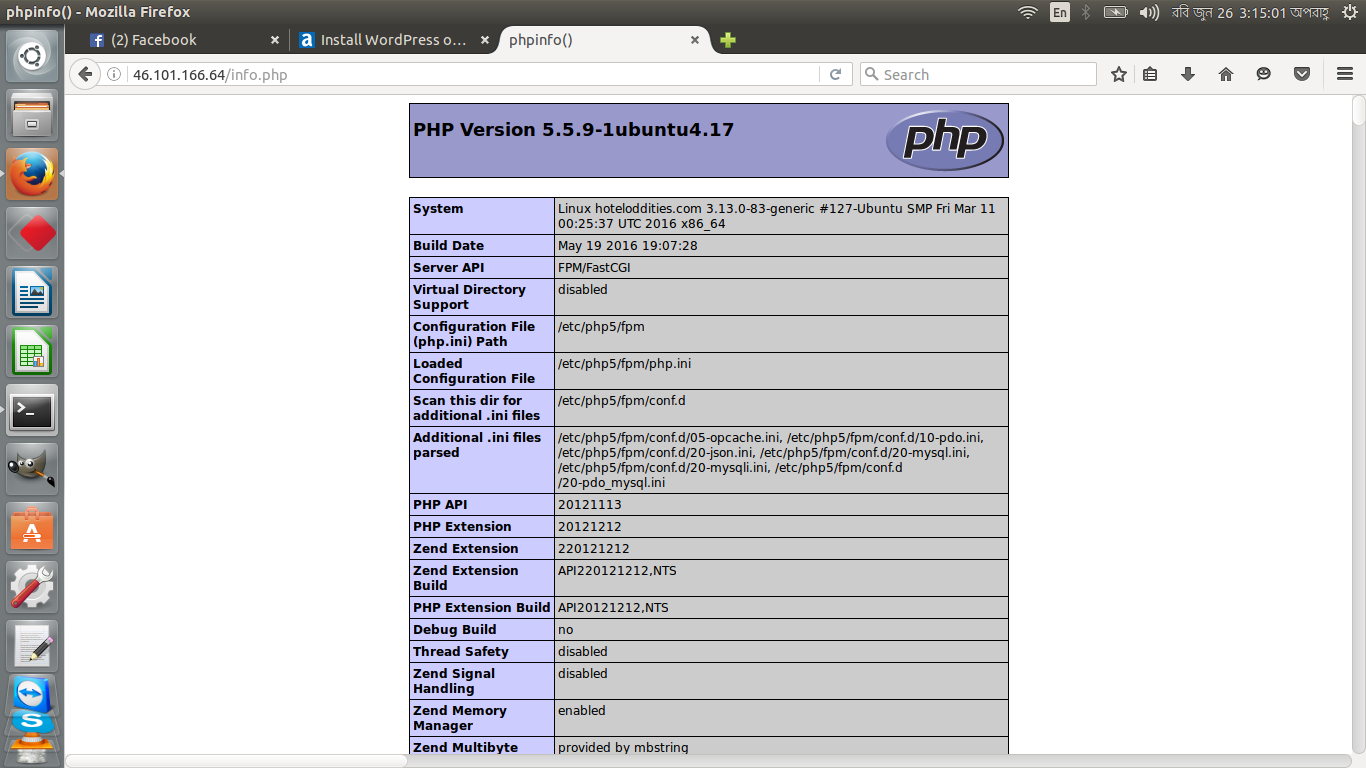 phpinfo() - Mozilla Firefox
En
রবি জুন 26 3:15:01 অপরাহ্ণ
(2) Facebook
Install WordPress o...
phpinfo()
46.101.166.64/info.php
Search
PHP Version 5.5.9-1ubuntu4.17
php
System
Linux hoteloddities.com 3.13.0-83-generic #127-Ubuntu SMP Fri Mar 11
00:25:37 UTC 2016 x86_64
Build Date
May 19 2016 19:07:28
Server API
FPM/FastCGI
Virtual Directory
Support
disabled
Configuration File
(php.ini) Path
/etc/php5/fpm
Loaded
Configuration File
/etc/php5/fpm/php.ini
Scan this dir for
additional .ini files
/etc/php5/fpm/conf.d
Additional .ini files
parsed
/etc/php5/fpm/conf.d/05-opcache.ini, /etc/php5/fpm/conf.d/10-pdo.ini,
/etc/php5/fpm/conf.d/20-json.ini, /etc/php5/fpm/conf.d/20-mysql.ini,
/etc/php5/fpm/conf.d/20-mysqli.ini, /etc/php5/fpm/conf.d
/20-pdo_mysql.ini
PHP API
20121113
PHP Extension
20121212
Zend Extension
220121212
Zend Extension
Build
API220121212,NTS
PHP Extension Build
API20121212,NTS
Debug Build
no
Thread Safety
disabled
Zend Signal
Handling
disabled
Zend Memory
Manager
enabled
Zend Multibyte
provided by mbstring